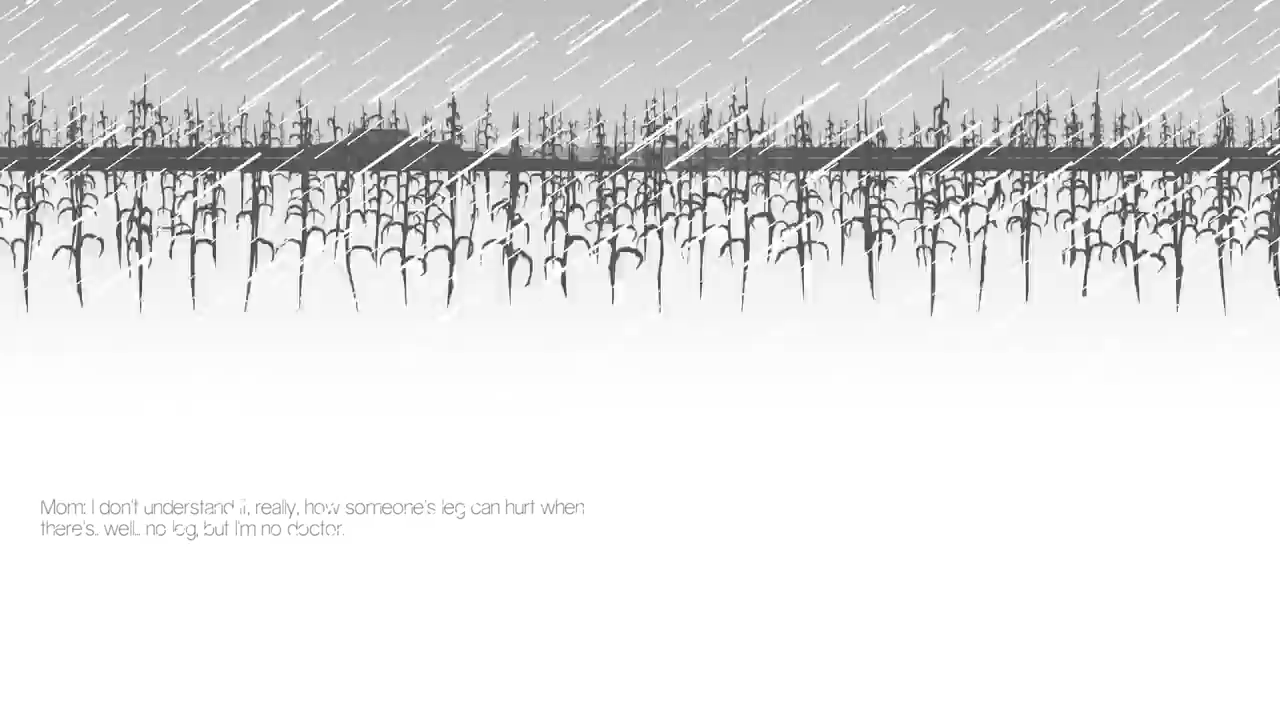 Mom: I don't understand it, really, how someone's leg can hurt when
there's.. well.. no leg, but I'm no doctor.